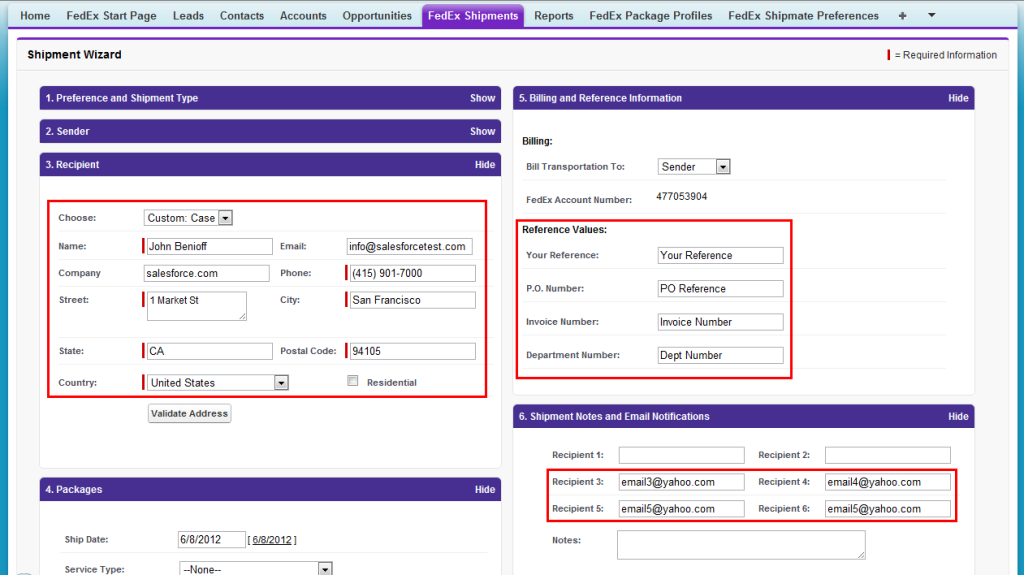 Home FedEx Start Page Leads Contacts Accounts Opportunities FedEx Shipments Reports FedEx Package Profiles FedEx Shipmate Preferences +
Shipment Wizard
= Required Information
1. Preference and Shipment Type Show
2. Sender Show
3. Recipient Hide
Choose: Custom: Case
Name: John Benioff Email: info@salesforcetest.com
Company salesforce.com Phone: (415) 901-7000
Street: 1 Market St City: San Francisco
State: CA Postal Code: 94105
Country: United States Residential
Validate Address
4. Packages Hide
Ship Date: 6/8/2012 [ 6/8/2012 ]
Service Type: --None--
5. Billing and Reference Information Hide
Billing:
Bill Transportation To: Sender
FedEx Account Number: 477053904
Reference Values:
Your Reference: Your Reference
P.O. Number: PO Reference
Invoice Number: Invoice Number
Department Number: Dept Number
6. Shipment Notes and Email Notifications Hide
Recipient 1: Recipient 2:
Recipient 3: email3@yahoo.com Recipient 4: email4@yahoo.com
Recipient 5: email5@yahoo.com Recipient 6: email5@yahoo.com
Notes: